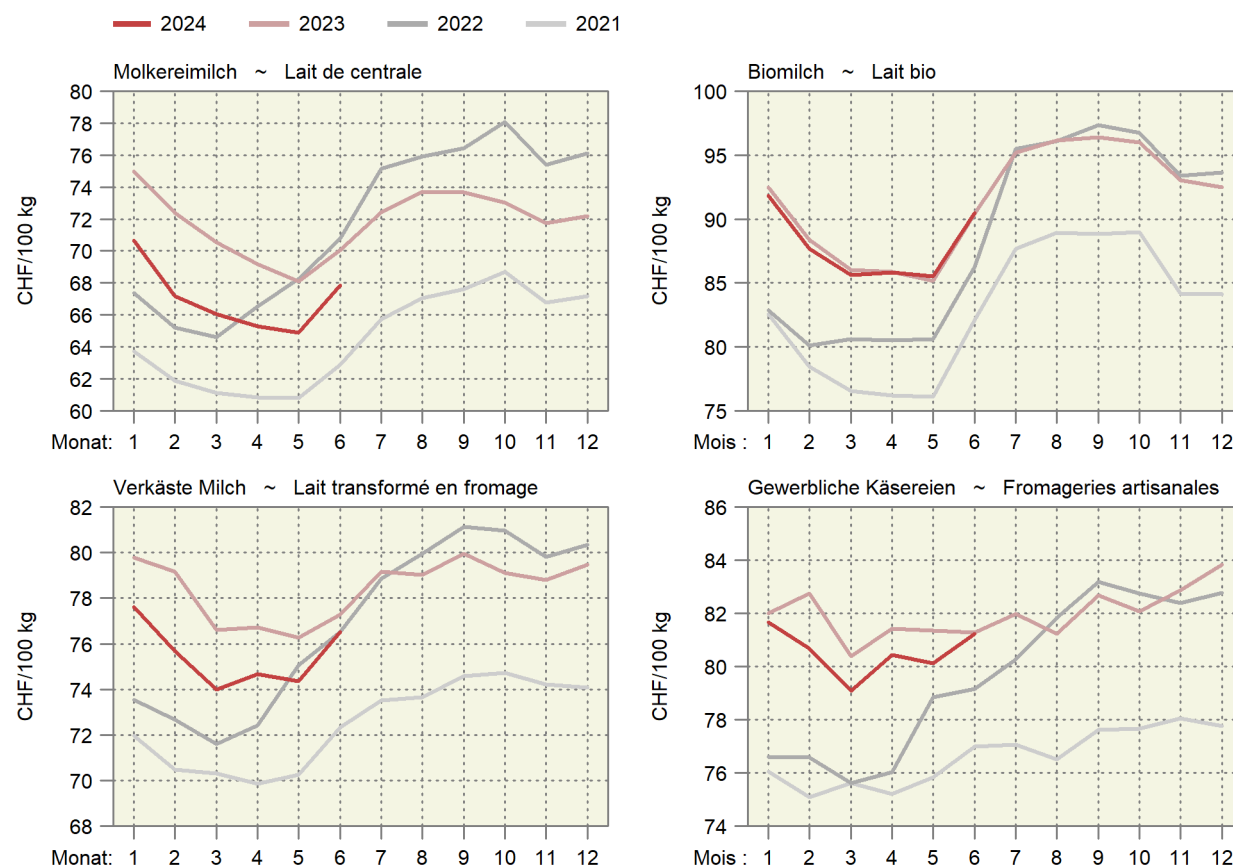 2024 2023 2022 2021
Molkereimilch ~ Lait de centrale
CHF/100 kg
80
78
76
74
72
70
68
66
64
62
60
Monat: 1 2 3 4 5 6 7 8 9 10 11 12
Biomilch ~ Lait bio
CHF/100 kg
100
95
90
85
80
75
Mois : 1 2 3 4 5 6 7 8 9 10 11 12
Verkäste Milch ~ Lait transformé en fromage
CHF/100 kg
82
80
78
76
74
72
70
68
Monat: 1 2 3 4 5 6 7 8 9 10 11 12
Gewerbliche Käsereien ~ Fromageries artisanales
CHF/100 kg
86
84
82
80
78
76
74
Mois : 1 2 3 4 5 6 7 8 9 10 11 12